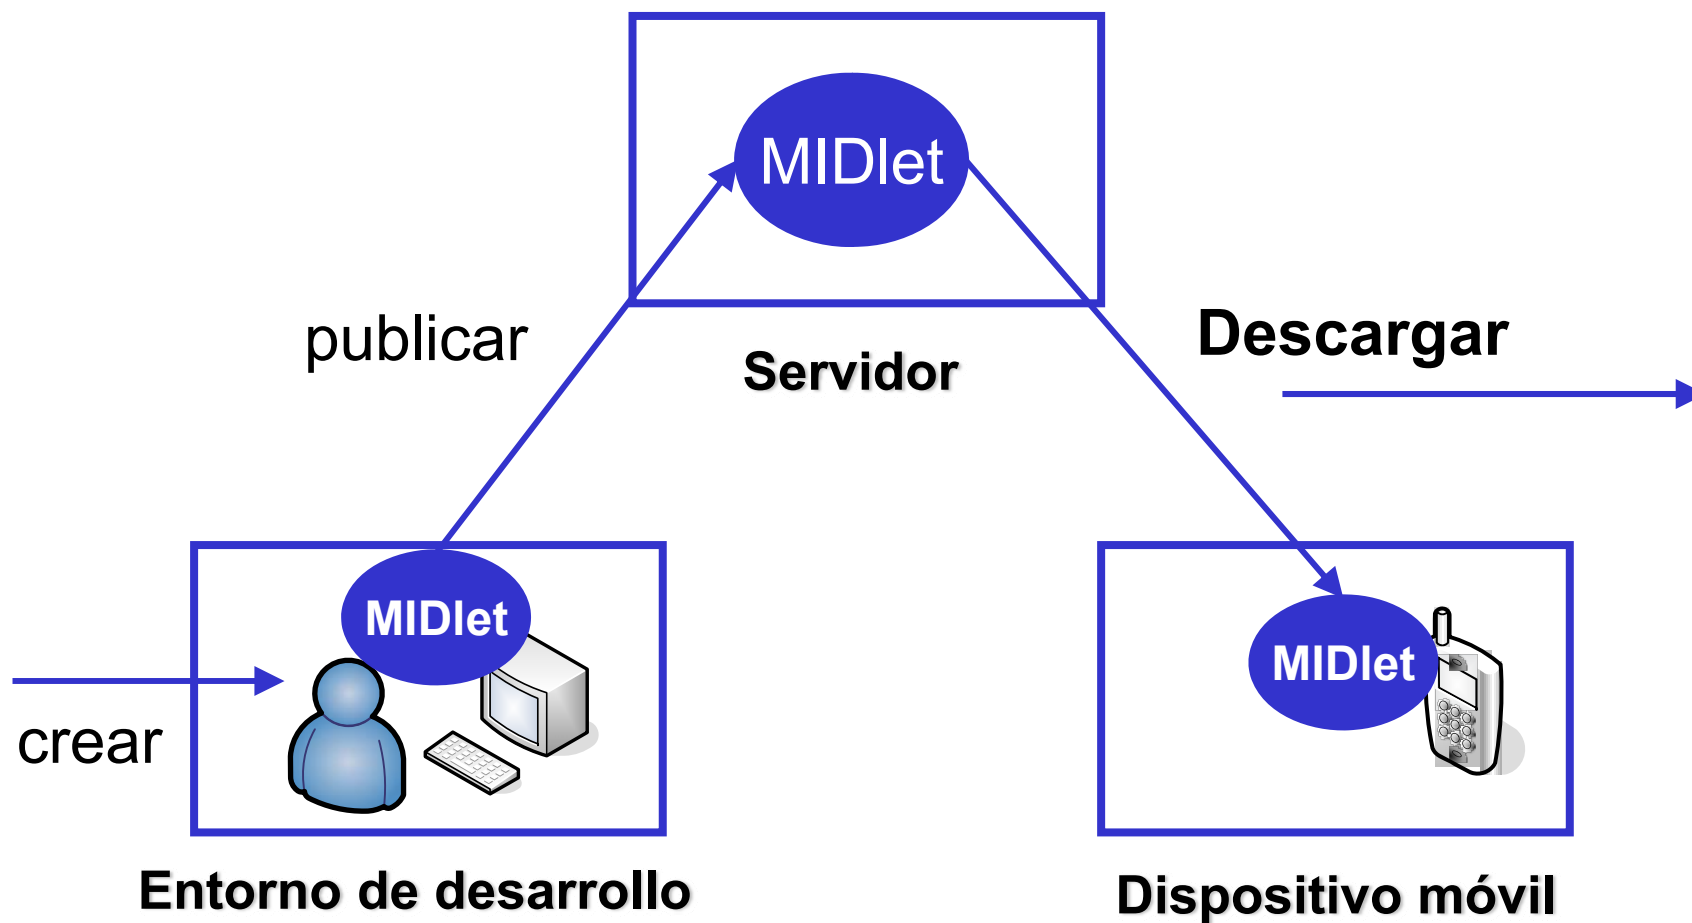 MIDlet
publicar
Servidor
Descargar
MIDlet
MIDlet
crear
Entorno de desarrollo
Dispositivo móvil